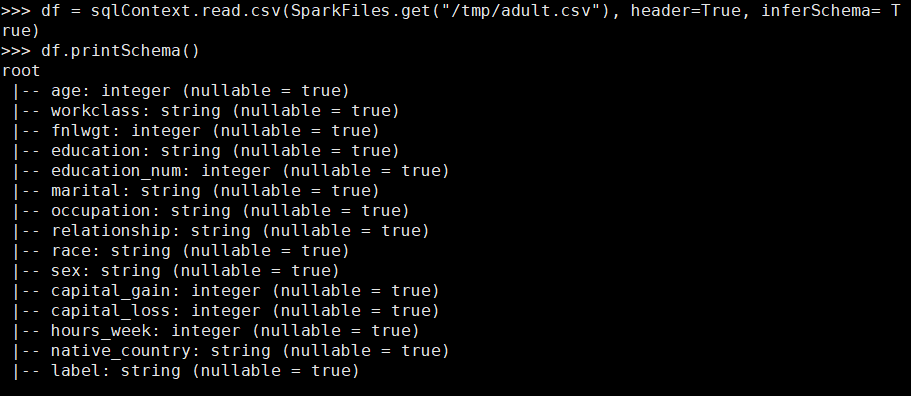 >>> df = sqlContext.read.csv(SparkFiles.get("/tmp/adult.csv"), header=True, inferSchema= T
rue)
>>> df.printSchema()
root
 |-- age: integer (nullable = true)
 |-- workclass: string (nullable = true)
 |-- fnlwgt: integer (nullable = true)
 |-- education: string (nullable = true)
 |-- education_num: integer (nullable = true)
 |-- marital: string (nullable = true)
 |-- occupation: string (nullable = true)
 |-- relationship: string (nullable = true)
 |-- race: string (nullable = true)
 |-- sex: string (nullable = true)
 |-- capital_gain: integer (nullable = true)
 |-- capital_loss: integer (nullable = true)
 |-- hours_week: integer (nullable = true)
 |-- native_country: string (nullable = true)
 |-- label: string (nullable = true)